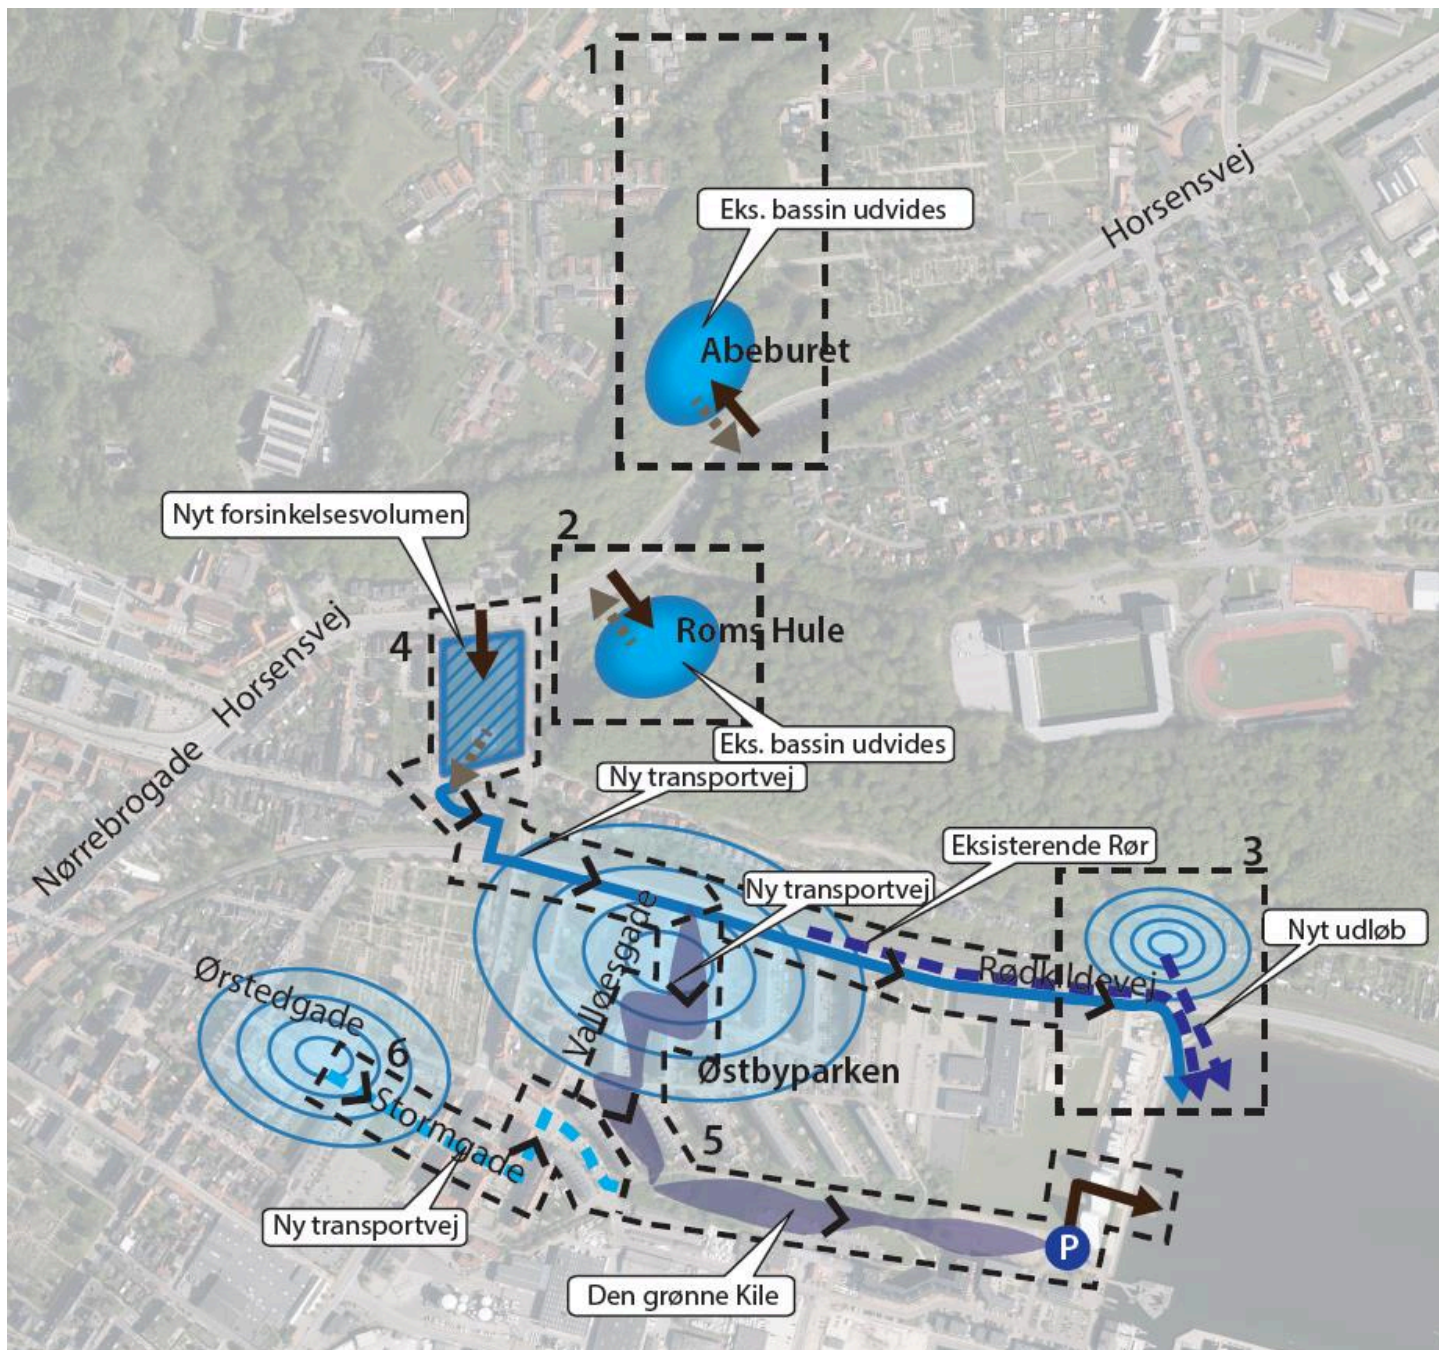 1
Eks. bassin udvides
Horsensvej
Abeburet
Nyt forsinkelsesvolumen
2
4
Roms Hule
Horsensvej
Eks. bassin udvides
Ny transportvej
Nørrebrogade
Eksisterende Rør
3
Ny transportvej
Nyt udløb
Valløesgade
Rødkildevej
Ørstedgade
6
Østbyparken
Stormgade
5
Ny transportvej
P
Den grønne Kile